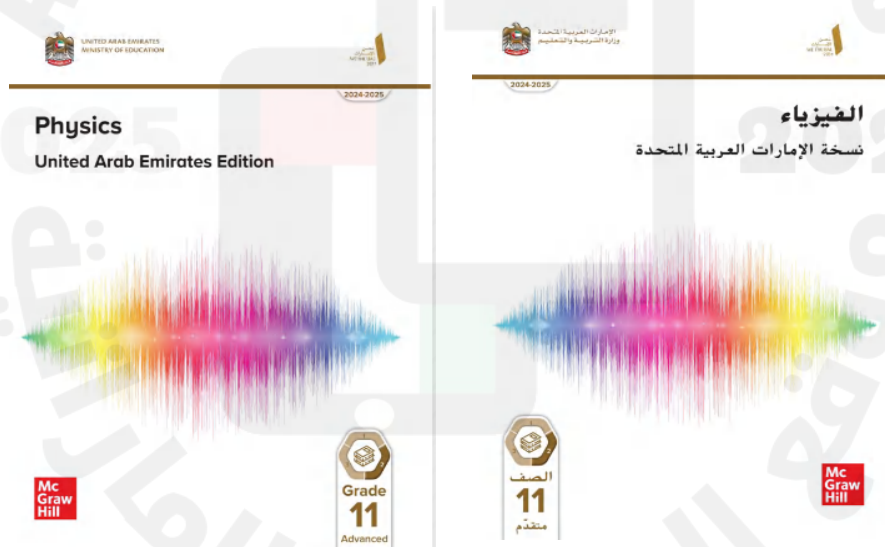 UNITED ARAB EMIRATES
MINISTRY OF EDUCATION
2024-2025
Physics
United Arab Emirates Edition
Mc
Graw
Hill
Grade
11
Advanced
الإمارات العربية المتحدة
وزارة التربية والتعليم
2024-2025
الفيزياء
نسخة الإمارات العربية المتحدة
الصف
11
متقدّم
Mc
Graw
Hill